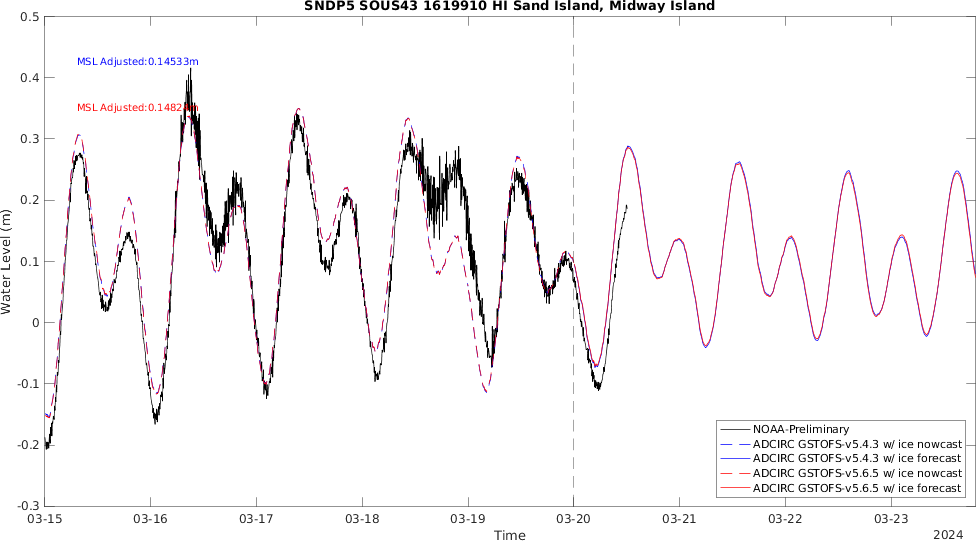 SNDP5 SOUS43 1619910 HI Sand Island, Midway Island
0.5
0.4
0.3
0.2
0.1
0
-0.1
-0.2
-0.3
Water Level (m)
MSL Adjusted:0.14533m
MSL Adjusted:0.1482
NOAA-Preliminary
ADCIRC GSTOFS-v5.4.3 w/ ice nowcast
ADCIRC GSTOFS-v5.4.3 w/ ice forecast
ADCIRC GSTOFS-v5.6.5 w/ ice nowcast
ADCIRC GSTOFS-v5.6.5 w/ ice forecast
03-15 03-16 03-17 03-18 03-19 03-20 03-21 03-22 03-23
Time
2024